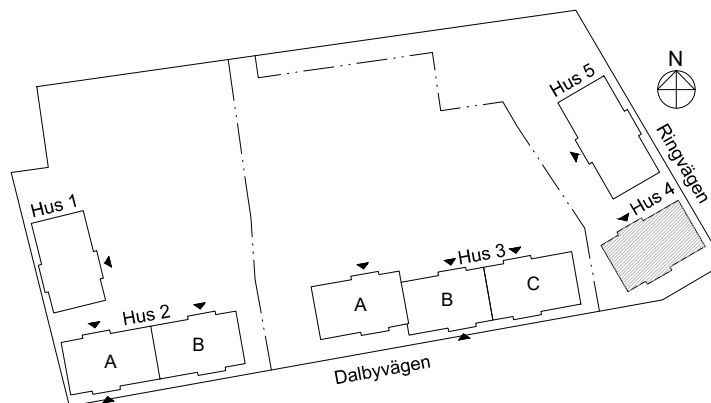 Hus 5
N
Ringvägen
Hus 4
Hus 1
Hus 3
Hus 2
A
B
C
A
B
Dalbyvägen